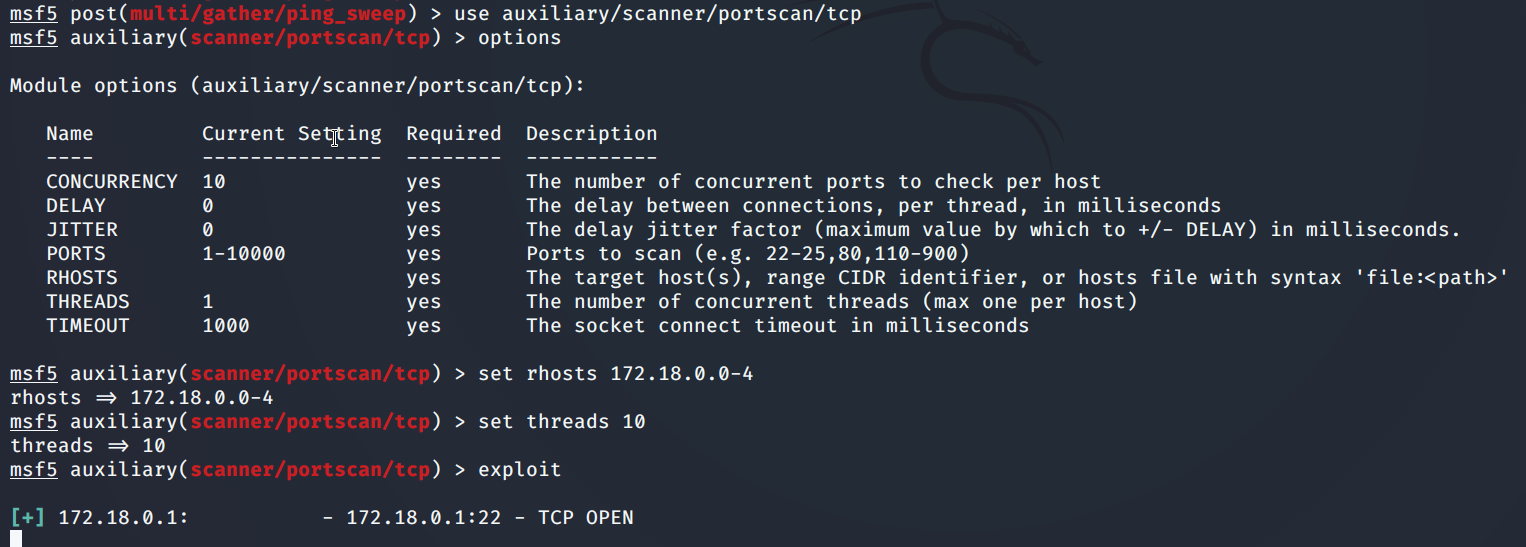 msf5 post(multi/gather/ping_sweep) > use auxiliary/scanner/portscan/tcp
msf5 auxiliary(scanner/portscan/tcp) > options
Module options (auxiliary/scanner/portscan/tcp):
Name Current Setting Required Description
---- --------------- -------- -----------
CONCURRENCY 10 yes The number of concurrent ports to check per host
DELAY 0 yes The delay between connections, per thread, in milliseconds
JITTER 0 yes The delay jitter factor (maximum value by which to +/- DELAY) in milliseconds.
PORTS 1-10000 yes Ports to scan (e.g. 22-25,80,110-900)
RHOSTS yes The target host(s), range CIDR identifier, or hosts file with syntax 'file:<path>'
THREADS 1 yes The number of concurrent threads (max one per host)
TIMEOUT 1000 yes The socket connect timeout in milliseconds
msf5 auxiliary(scanner/portscan/tcp) > set rhosts 172.18.0.0-4
rhosts => 172.18.0.0-4
msf5 auxiliary(scanner/portscan/tcp) > set threads 10
threads => 10
msf5 auxiliary(scanner/portscan/tcp) > exploit
[+] 172.18.0.1: - 172.18.0.1:22 - TCP OPEN